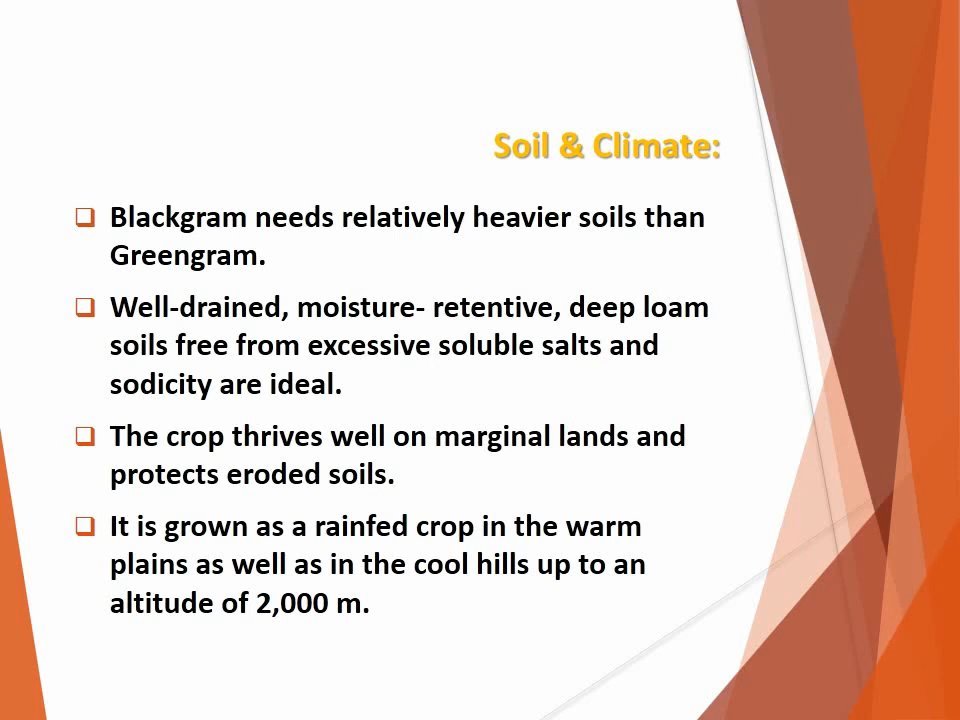 Soil & Climate:
Blackgram needs relatively heavier soils than
Greengram.
Well-drained, moisture- retentive, deep loam
soils free from excessive soluble salts and
sodicity are ideal.
The crop thrives well on marginal lands and
protects eroded soils.
It is grown as a rainfed crop in the warm
plains as well as in the cool hills up to an
altitude of 2,000 m.